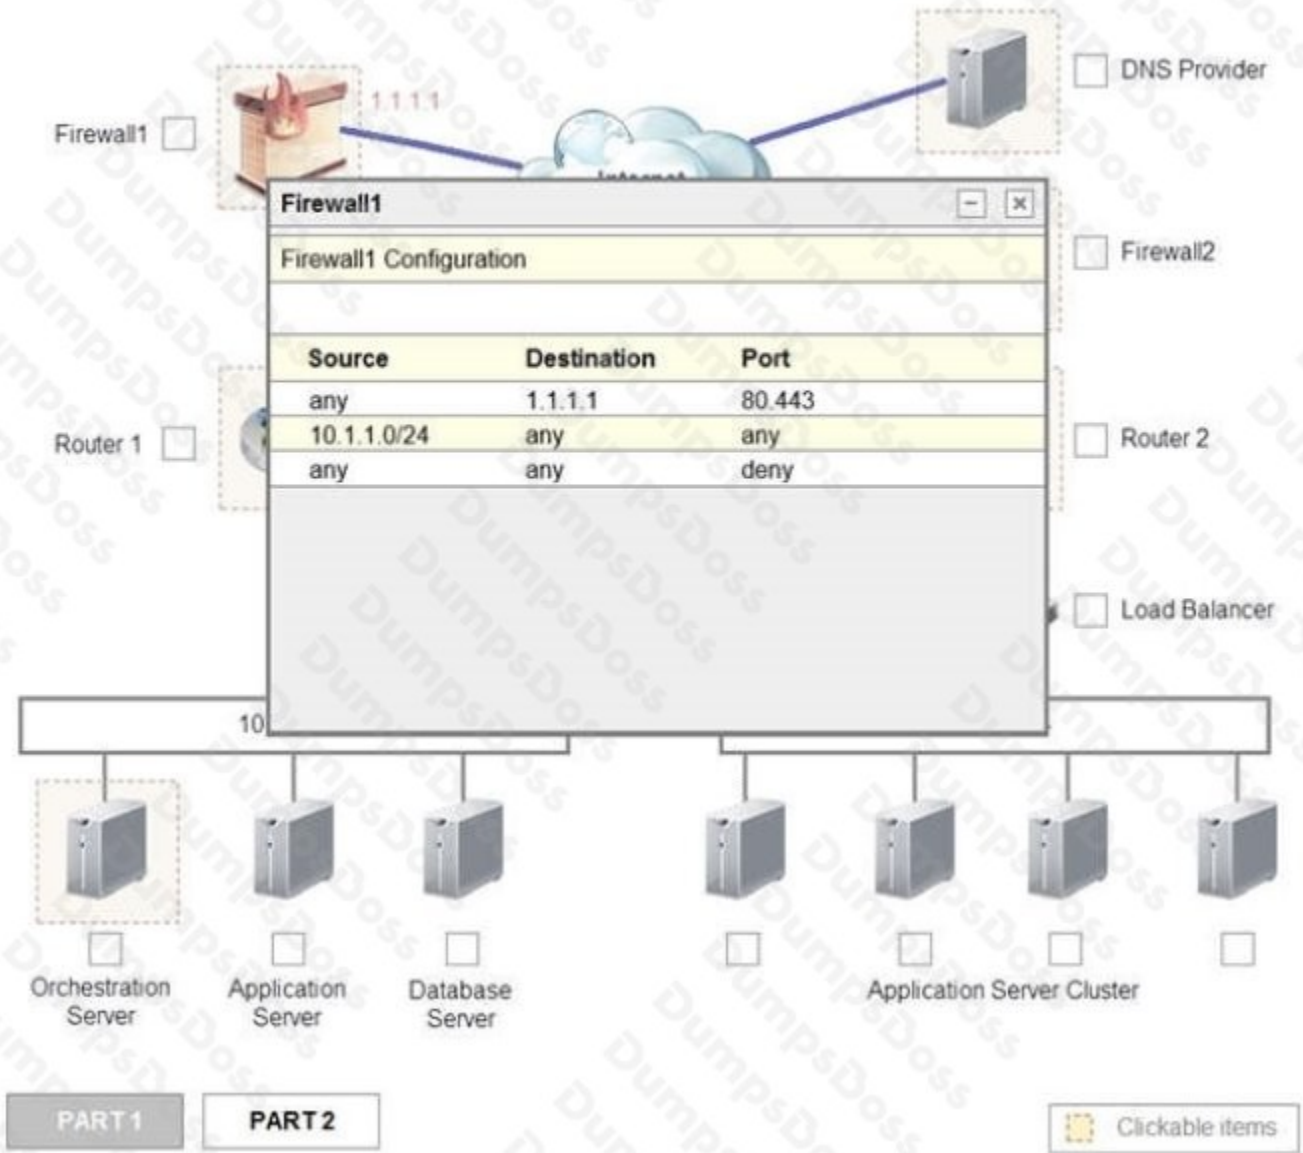 1.1.1.1
DNS Provider
Firewall1
Internet
Firewall1
Firewall1 Configuration
Firewall2
Source Destination Port
any 1.1.1.1 80.443
10.1.1.0/24 any any
any any deny
Router 1
Router 2
Load Balancer
10
Orchestration
Server
Application
Server
Database
Server
Application Server Cluster
PART 1
PART 2
Clickable items
DumpsDoss